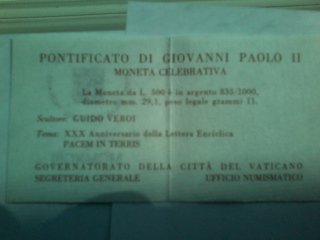 PONTIFICATO DI GIOVANNI PAOLO II
MONETA CELEBRATIVA
La Moneta da L. 500 è in argento 835/1000,
diametro mm. 29,3, peso legale grammi 11.
Scultore: GUIDO VEROI
Tema: XXX Anniversario della Lettera Enciclica
PACEM IN TERRIS
GOVERNATORATO DELLA CITTÀ DEL VATICANO
SEGRETERIA GENERALE UFFICIO NUMISMATICO